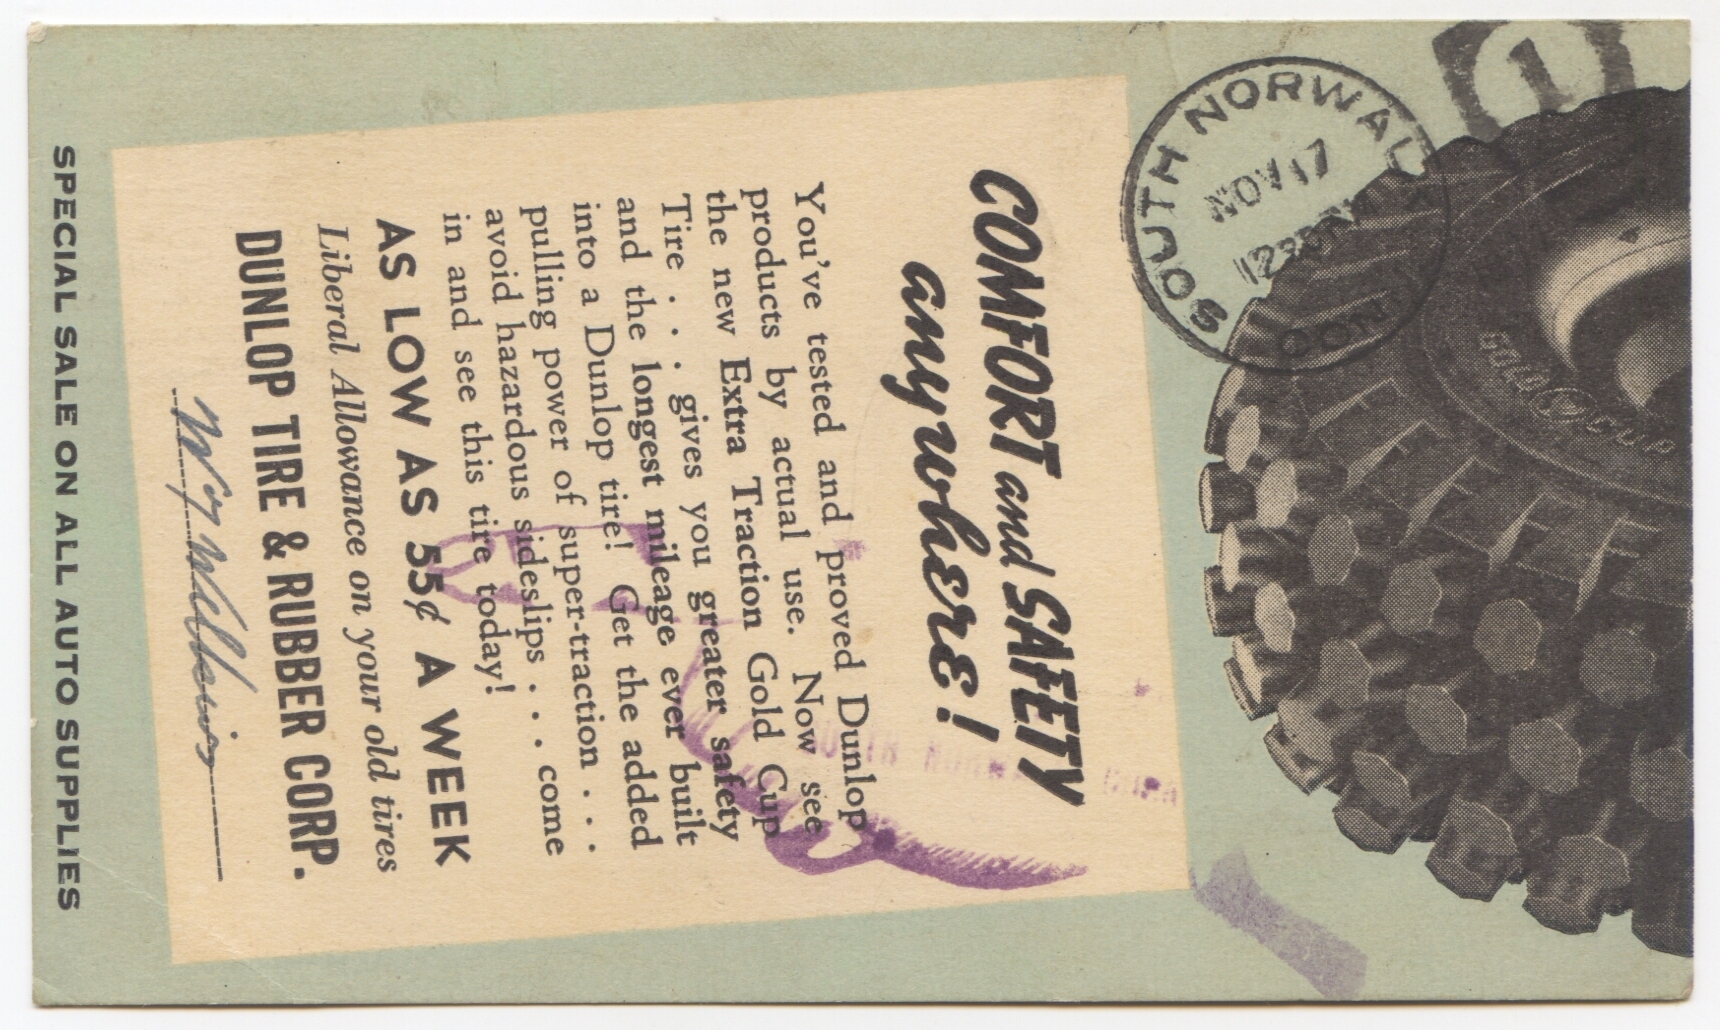 COMFORT and SAFETY
anywhere!
You've tested and proved Dunlop
products by actual use. Now see
the new Extra Traction Gold Cup
Tire . . . gives you greater safety
and the longest mileage ever built
into a Dunlop tire! Get the added
pulling power of super-traction . . .
avoid hazardous sideslips . . . come
in and see this tire today!
AS LOW AS 55¢ A WEEK
Liberal Allowance on your old tires
DUNLOP TIRE & RUBBER CORP.
SPECIAL SALE ON ALL AUTO SUPPLIES
SOUTH NORWALK
NOV 17
CONN
1
GOLD CUP